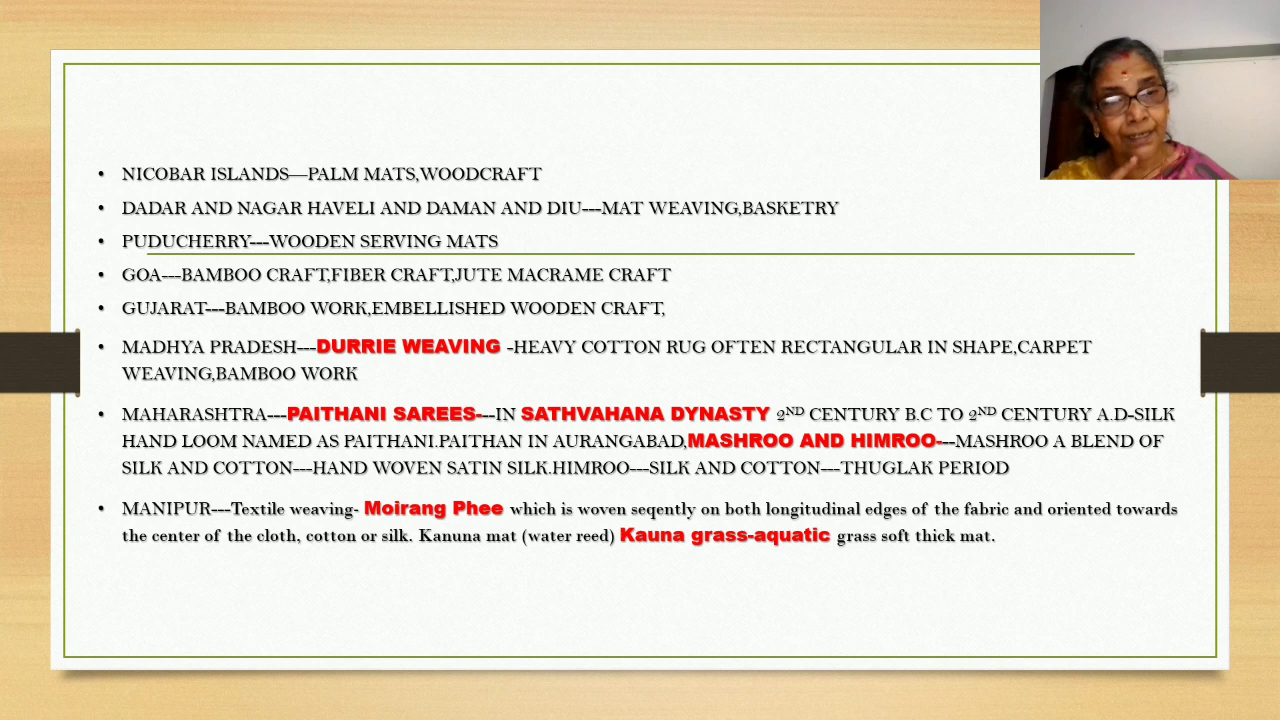 • NICOBAR ISLANDS—PALM MATS,WOODCRAFT
• DADAR AND NAGAR HAVELI AND DAMAN AND DIU---MAT WEAVING,BASKETRY
• PUDUCHERRY---WOODEN SERVING MATS
• GOA---BAMBOO CRAFT,FIBER CRAFT,JUTE MACRAME CRAFT
• GUJARAT---BAMBOO WORK,EMBELLISHED WOODEN CRAFT,
• MADHYA PRADESH---DURRIE WEAVING -HEAVY COTTON RUG OFTEN RECTANGULAR IN SHAPE,CARPET
WEAVING,BAMBOO WORK
• MAHARASHTRA---PAITHANI SAREES---IN SATHVAHANA DYNASTY 2ND CENTURY B.C TO 2ND CENTURY A.D-SILK
HAND LOOM NAMED AS PAITHANI.PAITHAN IN AURANGABAD,MASHROO AND HIMROO---MASHROO A BLEND OF
SILK AND COTTON---HAND WOVEN SATIN SILK.HIMROO---SILK AND COTTON---THUGLAK PERIOD
• MANIPUR---Textile weaving- Moirang Phee which is woven seqently on both longitudinal edges of the fabric and oriented towards
the center of the cloth, cotton or silk. Kanuna mat (water reed) Kauna grass-aquatic grass soft thick mat.